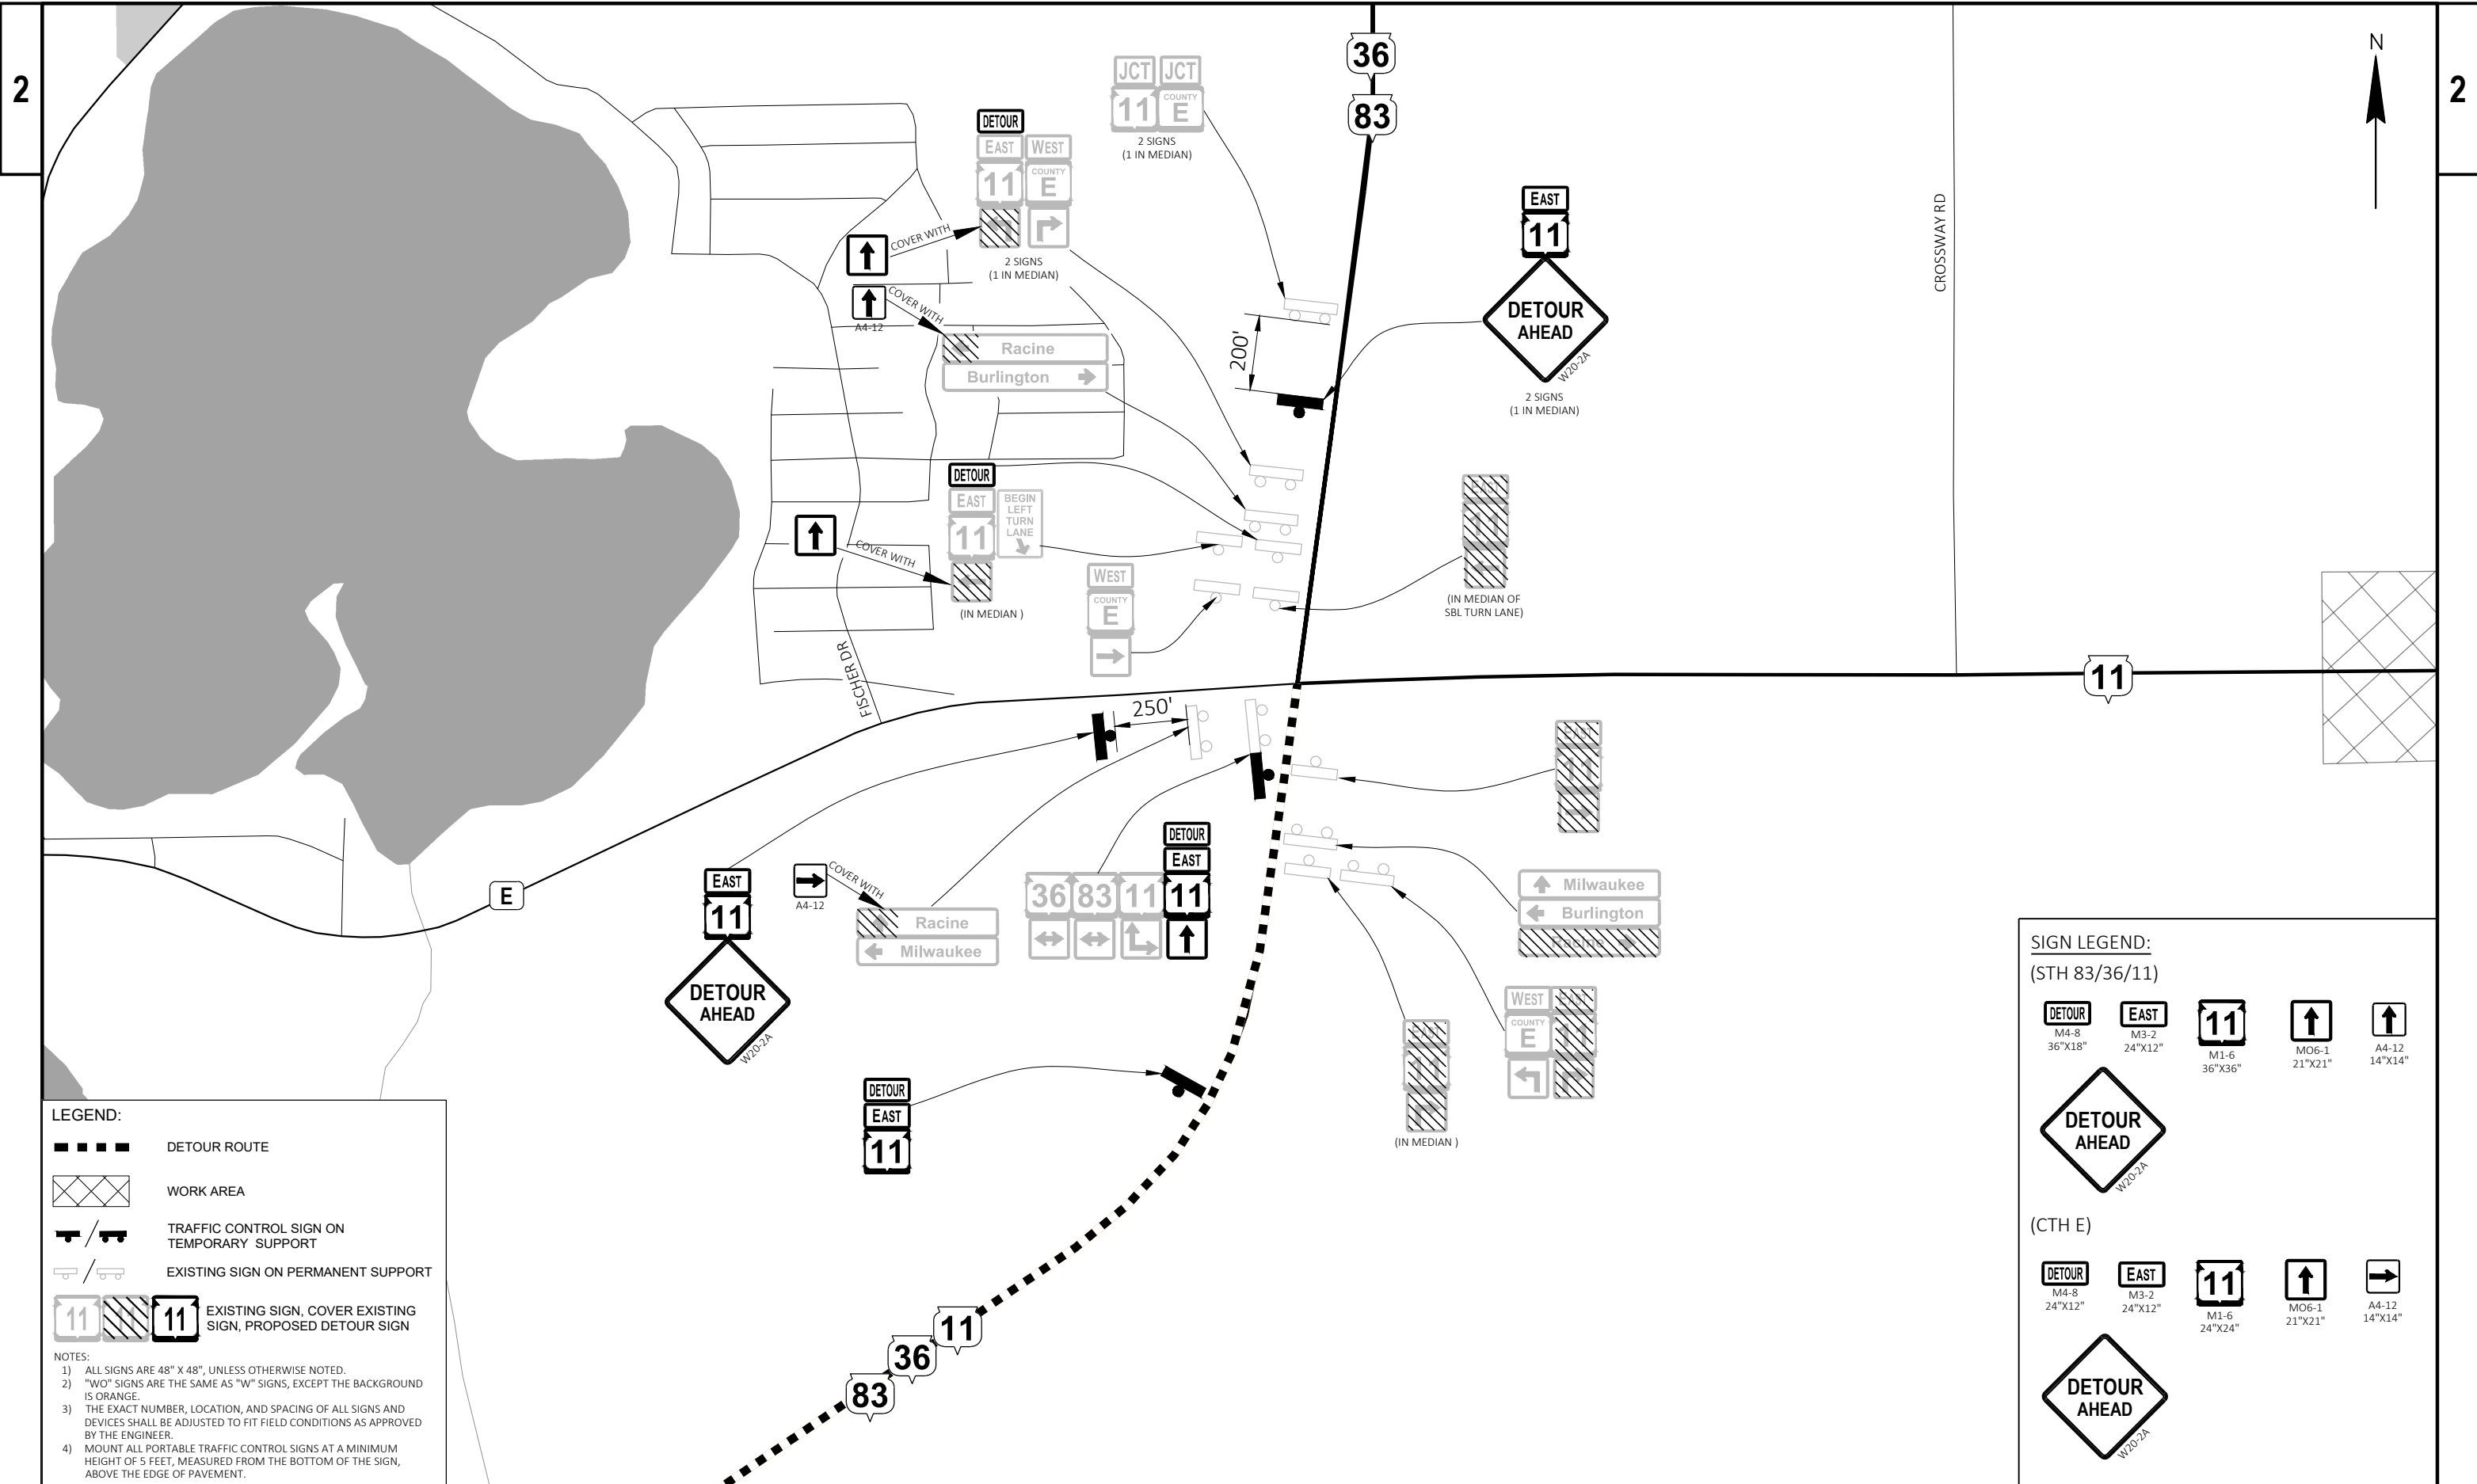 2
2
N
36
83
JCT JCT
11 COUNTY E
2 SIGNS
(1 IN MEDIAN)
DETOUR
EAST WEST
11 COUNTY E
2 SIGNS
(1 IN MEDIAN)
COVER WITH
COVER WITH
A4-12
Racine
Burlington
EAST
11
DETOUR
AHEAD
W20-2A
2 SIGNS
(1 IN MEDIAN)
200'
CROSSWAY RD
DETOUR
EAST
11
BEGIN
LEFT
TURN
LANE
COVER WITH
(IN MEDIAN )
WEST
COUNTY
E
EAST
11
(IN MEDIAN OF
SBL TURN LANE)
FISCHER DR
250'
11
EAST
11
E
EAST
11
DETOUR
AHEAD
W20-2A
A4-12
COVER WITH
Racine
Milwaukee
DETOUR
EAST
36 83 11 11
Milwaukee
Burlington
Racine
WEST EAST
COUNTY
E 11
EAST
11
(IN MEDIAN )
DETOUR
EAST
11
11
36
83
LEGEND:
DETOUR ROUTE
WORK AREA
TRAFFIC CONTROL SIGN ON
TEMPORARY SUPPORT
EXISTING SIGN ON PERMANENT SUPPORT
11 11 11
EXISTING SIGN, COVER EXISTING
SIGN, PROPOSED DETOUR SIGN
NOTES:
1) ALL SIGNS ARE 48" X 48", UNLESS OTHERWISE NOTED.
2) "WO" SIGNS ARE THE SAME AS "W" SIGNS, EXCEPT THE BACKGROUND
IS ORANGE.
3) THE EXACT NUMBER, LOCATION, AND SPACING OF ALL SIGNS AND
DEVICES SHALL BE ADJUSTED TO FIT FIELD CONDITIONS AS APPROVED
BY THE ENGINEER.
4) MOUNT ALL PORTABLE TRAFFIC CONTROL SIGNS AT A MINIMUM
HEIGHT OF 5 FEET, MEASURED FROM THE BOTTOM OF THE SIGN,
ABOVE THE EDGE OF PAVEMENT.
SIGN LEGEND:
(STH 83/36/11)
DETOUR
M4-8
36"X18"
EAST
M3-2
24"X12"
11
M1-6
36"X36"
MO6-1
21"X21"
A4-12
14"X14"
DETOUR
AHEAD
W20-2A
(CTH E)
DETOUR
M4-8
24"X12"
EAST
M3-2
24"X12"
11
M1-6
24"X24"
MO6-1
21"X21"
A4-12
14"X14"
DETOUR
AHEAD
W20-2A